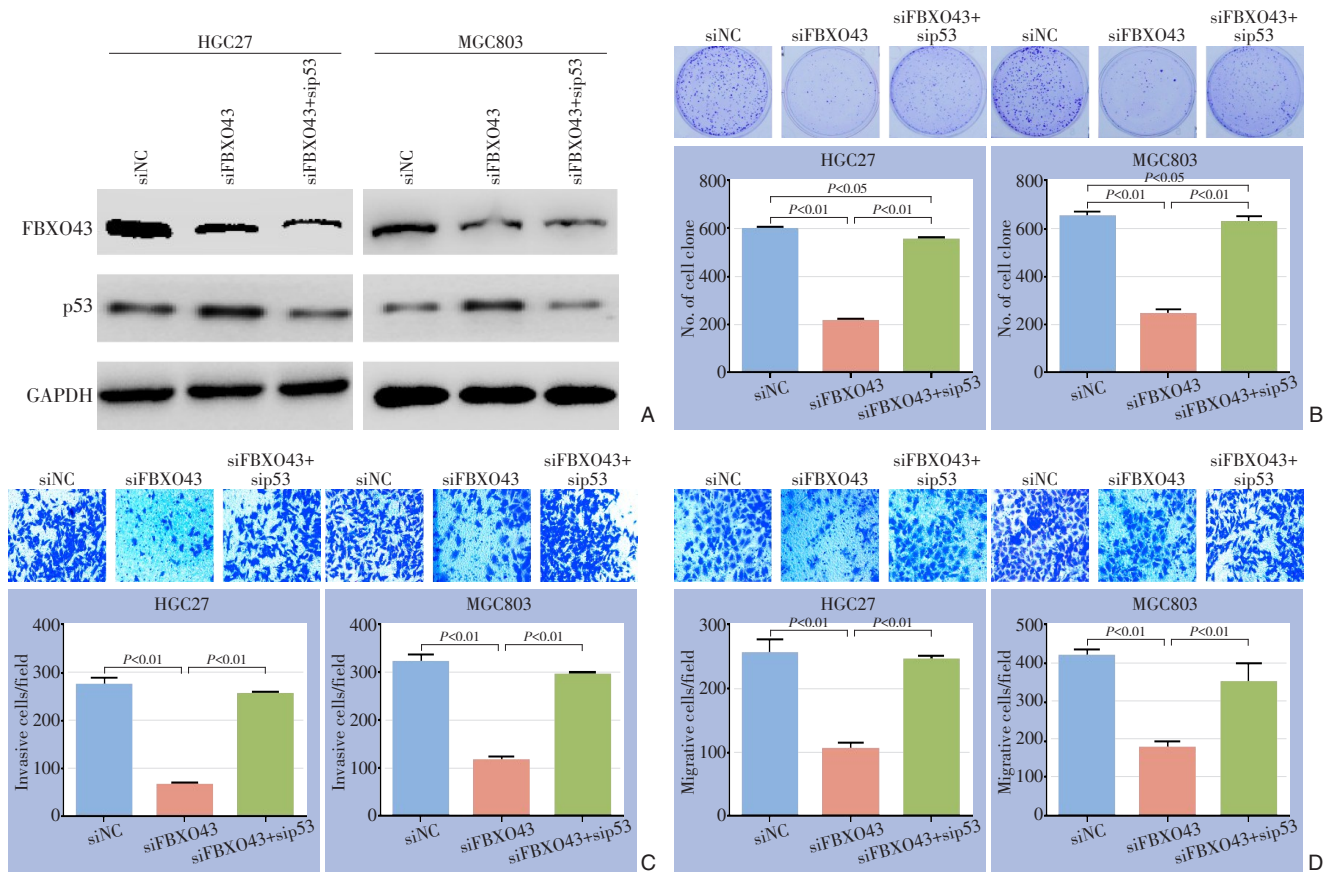 HGC27
MGC803
siNC
siFBXO43
siFBXO43+sip53
siNC
siFBXO43
siFBXO43+sip53
FBXO43
p53
GAPDH
A
siNC
siFBXO43
siFBXO43+
sip53
siNC
siFBXO43
siFBXO43+
sip53
HGC27
No. of cell clone
800
600
400
200
0
P<0.05
P<0.01
P<0.01
siNC
siFBXO43
siFBXO43+sip53
MGC803
No. of cell clone
800
600
400
200
0
P<0.05
P<0.01
P<0.01
siNC
siFBXO43
siFBXO43+sip53
B
siNC
siFBXO43
siFBXO43+
sip53
siNC
siFBXO43
siFBXO43+
sip53
HGC27
Invasive cells/field
400
300
200
100
0
P<0.01
P<0.01
siNC
siFBXO43
siFBXO43+sip53
MGC803
Invasive cells/field
400
300
200
100
0
P<0.01
P<0.01
siNC
siFBXO43
siFBXO43+sip53
C
siNC
siFBXO43
siFBXO43+
sip53
siNC
siFBXO43
siFBXO43+
sip53
HGC27
Migrative cells/field
300
200
100
0
P<0.01
P<0.01
siNC
siFBXO43
siFBXO43+sip53
MGC803
Migrative cells/field
500
400
300
200
100
0
P<0.01
P<0.01
siNC
siFBXO43
siFBXO43+sip53
D